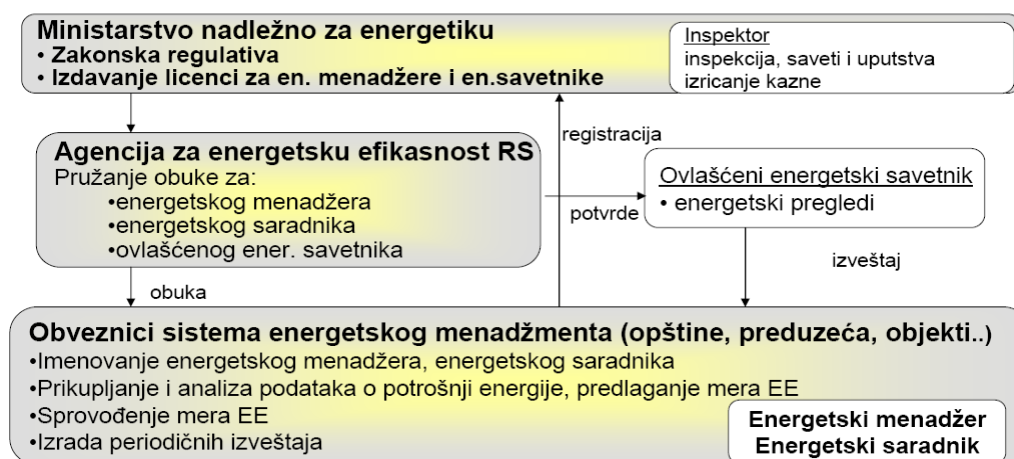 Ministarstvo nadležno za energetiku
• Zakonska regulativa
• Izdavanje licenci za en. menadžere i en.savetnike
Inspektor
inspekcija, saveti i uputstva
izricanje kazne
registracija
Agencija za energetsku efikasnost RS
Pružanje obuke za:
•energetskog menadžera
•energetskog saradnika
•ovlašćenog ener. savetnika
potvrde
Ovlašćeni energetski savetnik
• energetski pregledi
izveštaj
obuka
Obveznici sistema energetskog menadžmenta (opštine, preduzeća, objekti..)
•Imenovanje energetskog menadžera, energetskog saradnika
•Prikupljanje i analiza podataka o potrošnji energije, predlaganje mera EE
•Sprovođenje mera EE
•Izrada periodičnih izveštaja
Energetski menadžer
Energetski saradnik